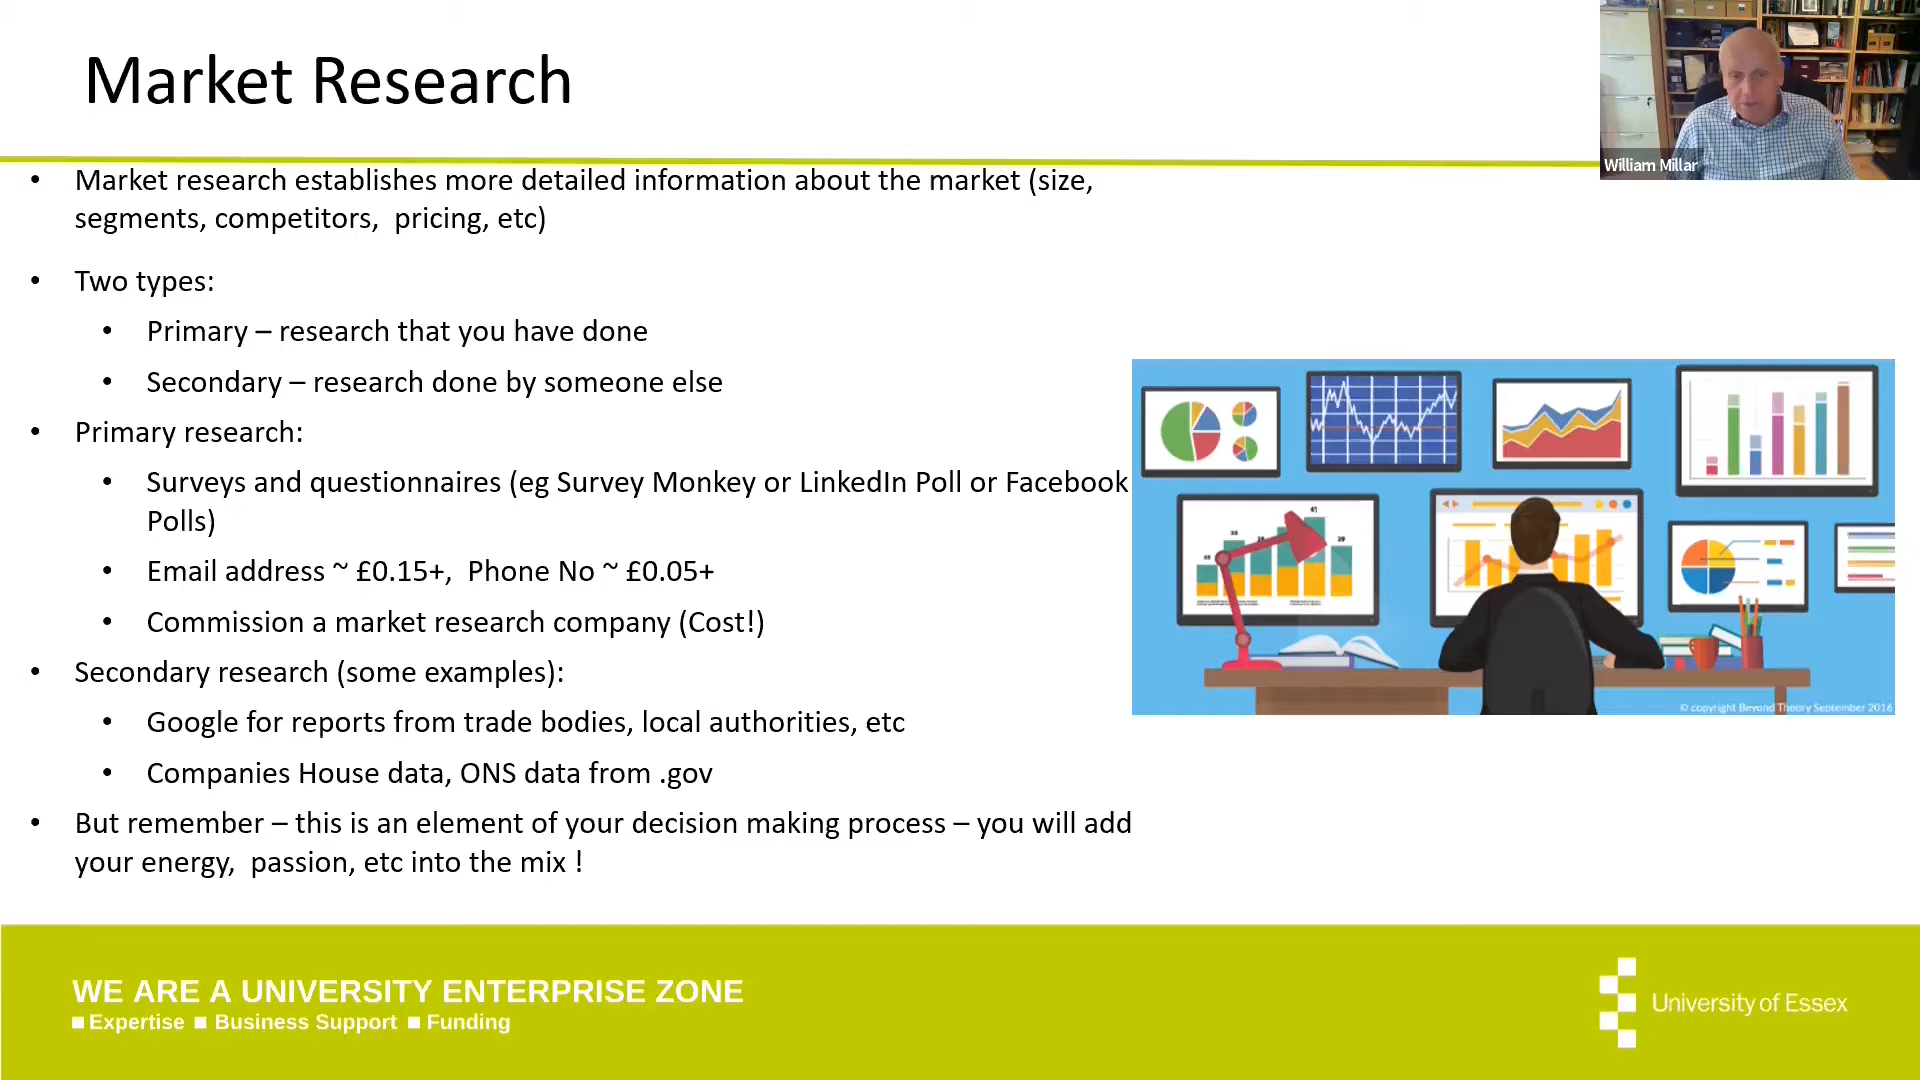 Market Research
William Millar
• Market research establishes more detailed information about the market (size,
segments, competitors,  pricing, etc)
• Two types:
• Primary – research that you have done
• Secondary – research done by someone else
• Primary research:
• Surveys and questionnaires (eg Survey Monkey or LinkedIn Poll or Facebook
Polls)
• Email address ~ £0.15+,  Phone No ~ £0.05+
• Commission a market research company (Cost!)
• Secondary research (some examples):
• Google for reports from trade bodies, local authorities, etc
• Companies House data, ONS data from .gov
• But remember – this is an element of your decision making process – you will add
your energy,  passion, etc into the mix !
41
© copyright Beyond Theory September 2016
WE ARE A UNIVERSITY ENTERPRISE ZONE
■ Expertise ■ Business Support ■ Funding
University of Essex